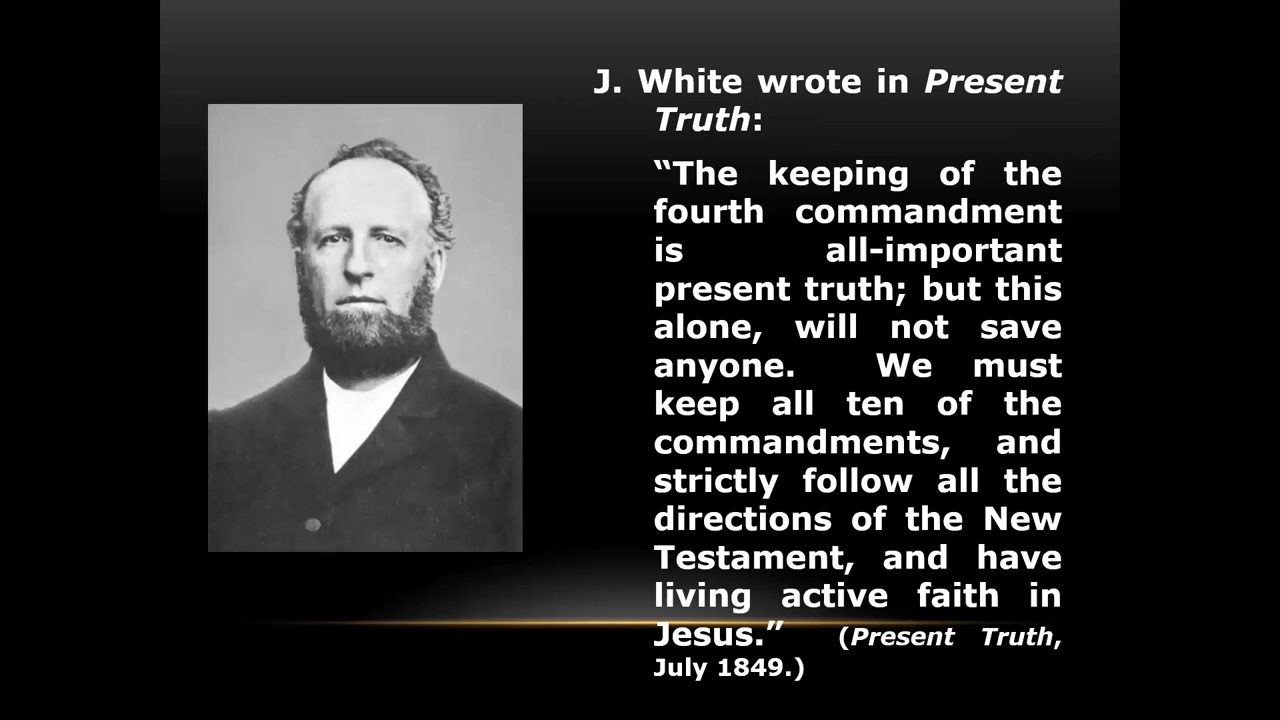 J. White wrote in Present
Truth:
“The keeping of the
fourth commandment
is all-important
present truth; but this
alone, will not save
anyone. We must
keep all ten of the
commandments, and
strictly follow all the
directions of the New
Testament, and have
living active faith in
Jesus.” (Present Truth,
July 1849.)